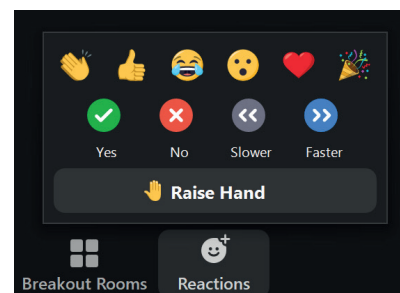 Yes No Slower Faster
Raise Hand
Breakout Rooms Reactions